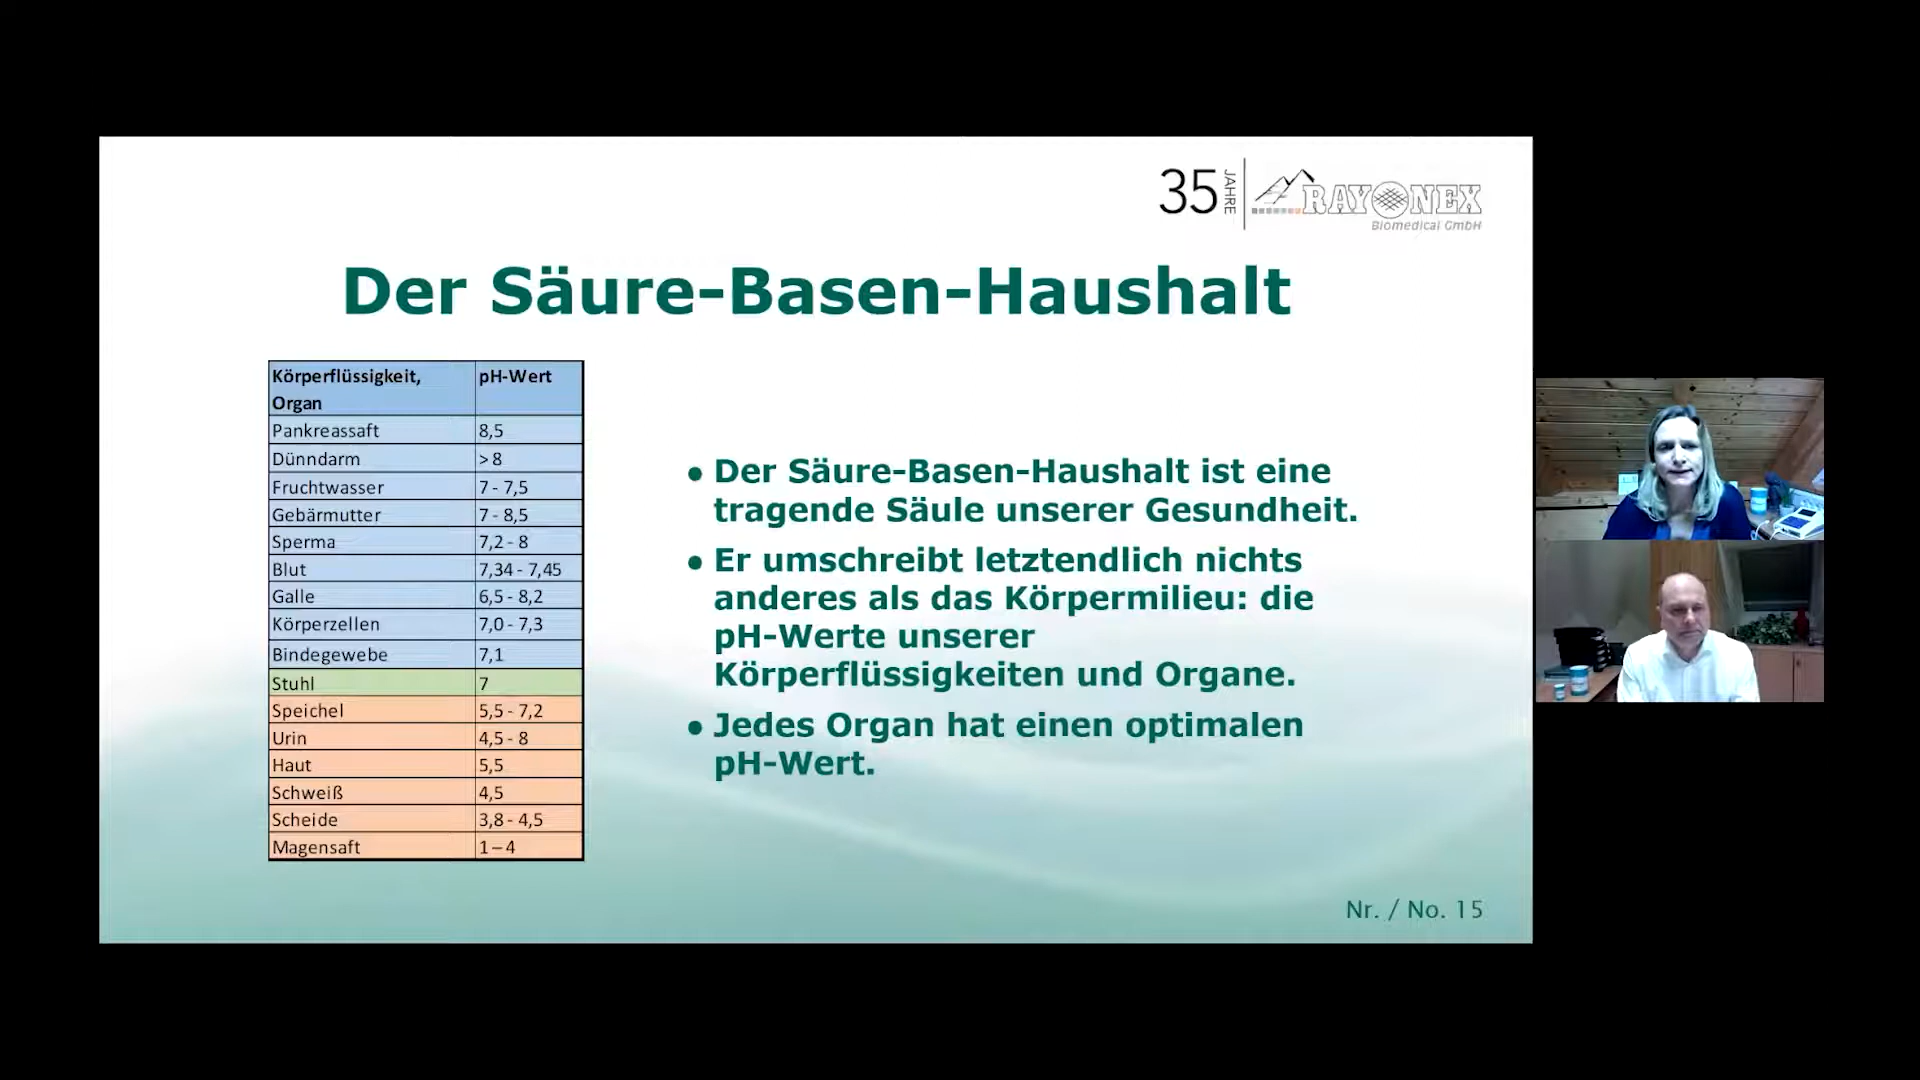 35 JAHRE RAYONEX
Biomedical GmbH
Der Säure-Basen-Haushalt
Körperflüssigkeit, Organ pH-Wert
Pankreassaft 8,5
Dünndarm > 8
Fruchtwasser 7 - 7,5
Gebärmutter 7 - 8,5
Sperma 7,2 - 8
Blut 7,34 - 7,45
Galle 6,5 - 8,2
Körperzellen 7,0 - 7,3
Bindegewebe 7,1
Stuhl 7
Speichel 5,5 - 7,2
Urin 4,5 - 8
Haut 5,5
Schweiß 4,5
Scheide 3,8 - 4,5
Magensaft 1 – 4
• Der Säure-Basen-Haushalt ist eine
tragende Säule unserer Gesundheit.
• Er umschreibt letztendlich nichts
anderes als das Körpermilieu: die
pH-Werte unserer
Körperflüssigkeiten und Organe.
• Jedes Organ hat einen optimalen
pH-Wert.
Nr. / No. 15